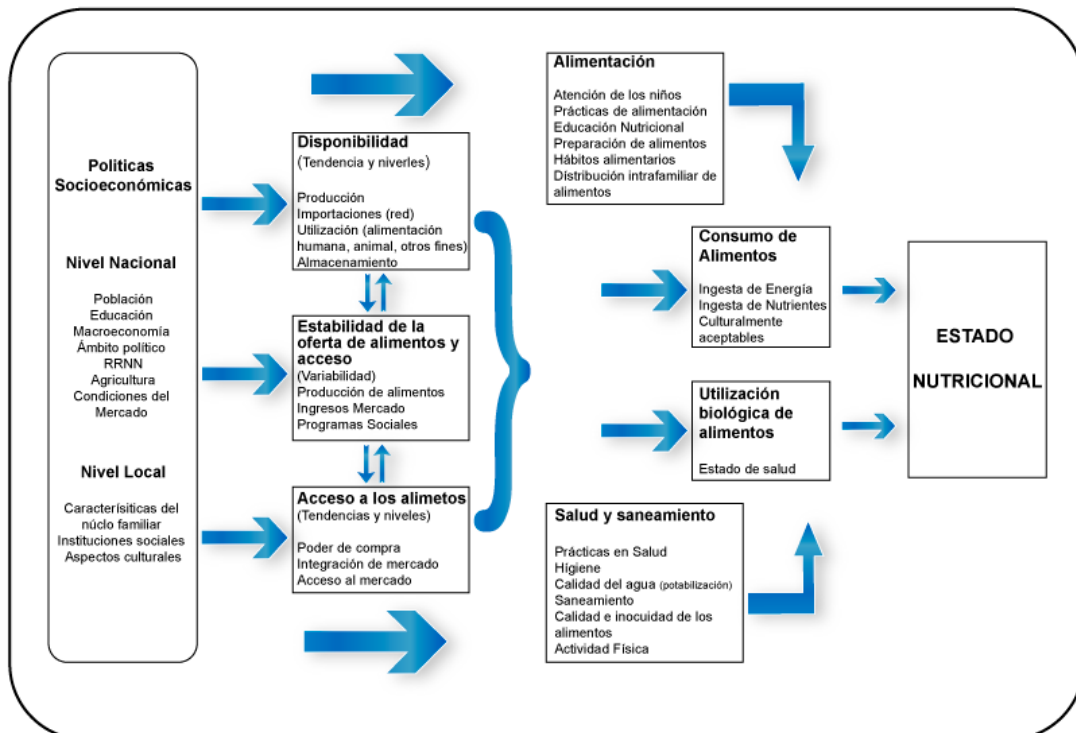 Politicas
Socioeconómicas
Nivel Nacional
Población
Educación
Macroeconomía
Ámbito político
RRNN
Agricultura
Condiciones del
Mercado
Nivel Local
Caracterísiticas del
núclo familiar
Instituciones sociales
Aspectos culturales
Disponibilidad
(Tendencia y niverles)
Producción
Importaciones (red)
Utilización (alimentación
humana, animal, otros fines)
Almacenamiento
Estabilidad de la
oferta de alimentos y
acceso
(Variabilidad)
Producción de alimentos
Ingresos Mercado
Programas Sociales
Acceso a los alimetos
(Tendencias y niveles)
Poder de compra
Integración de mercado
Acceso al mercado
Alimentación
Atención de los niños
Prácticas de alimentación
Educación Nutricional
Preparación de alimentos
Hábitos alimentarios
Distribución intrafamiliar de
alimentos
Consumo de
Alimentos
Ingesta de Energía
Ingesta de Nutrientes
Culturalmente
aceptables
Utilización
biológica de
alimentos
Estado de salud
Salud y saneamiento
Prácticas en Salud
Hígiene
Calidad del agua (potabilización)
Saneamiento
Calidad e inocuidad de los
alimentos
Actividad Física
ESTADO
NUTRICIONAL